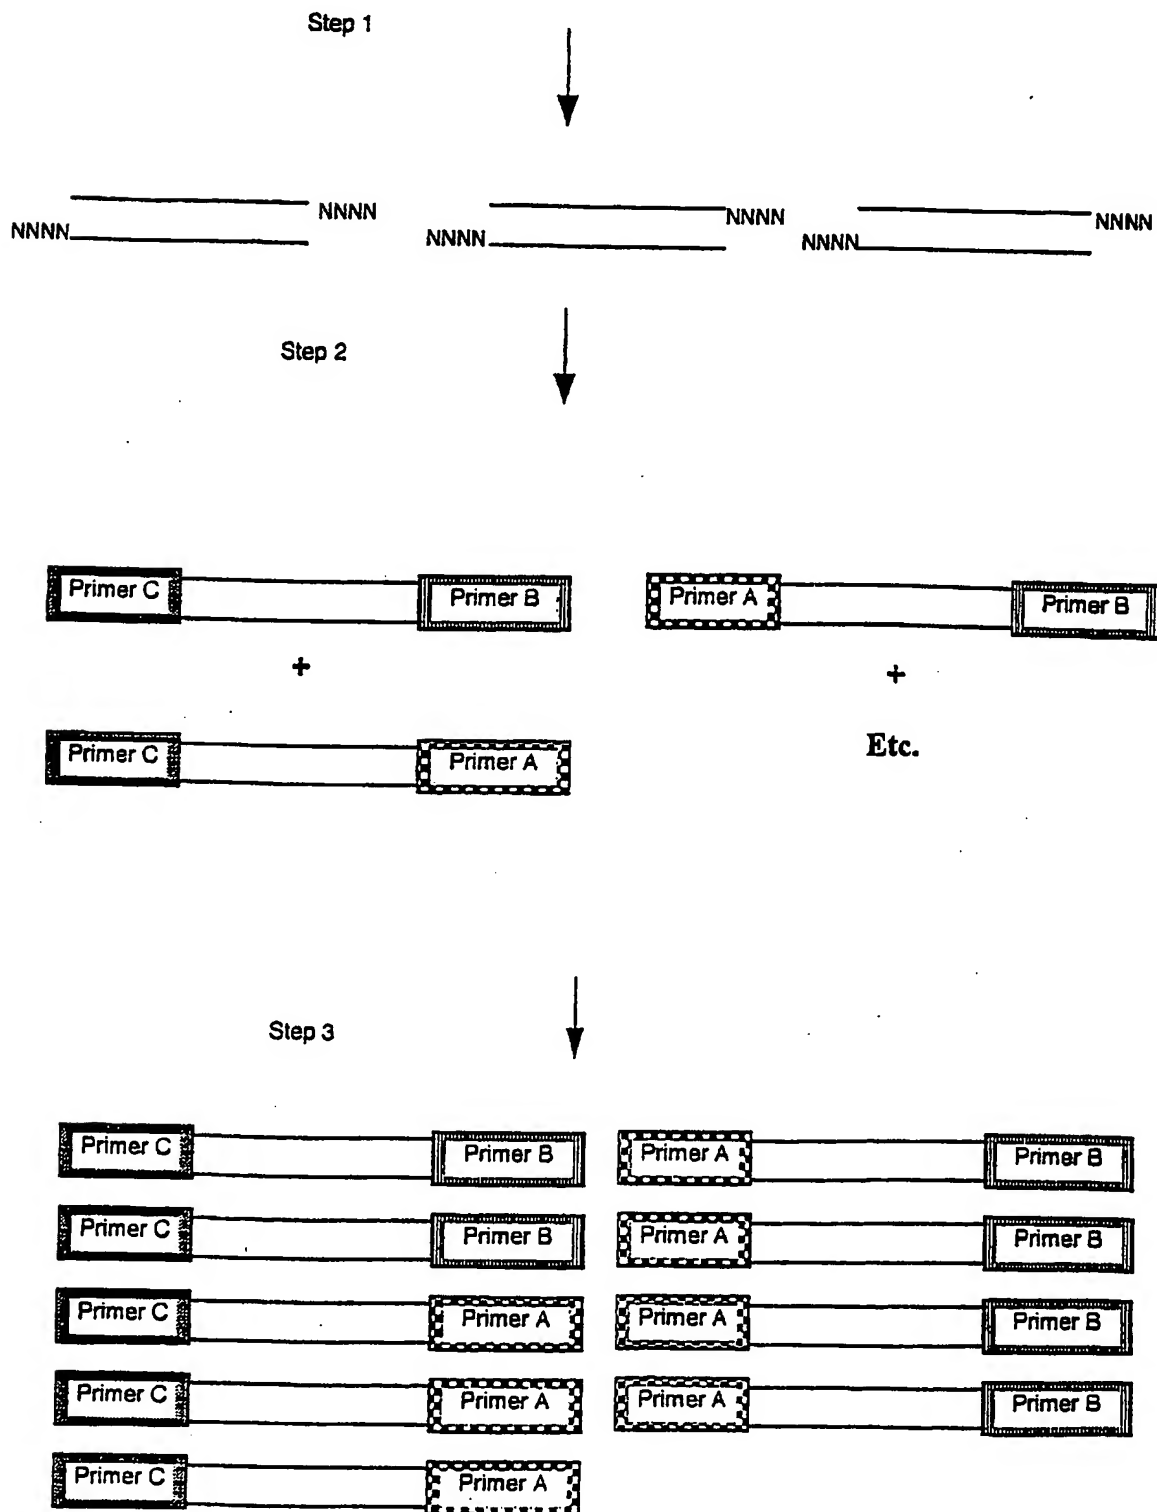 Step 1
NNNN NNNN NNNN NNNN NNNN NNNN
Step 2
Primer C Primer B Primer A Primer B
+ +
Primer C Primer A Etc.
Step 3
Primer C Primer B Primer A Primer B
Primer C Primer B Primer A Primer B
Primer C Primer A Primer A Primer B
Primer C Primer A Primer A Primer B
Primer C Primer A